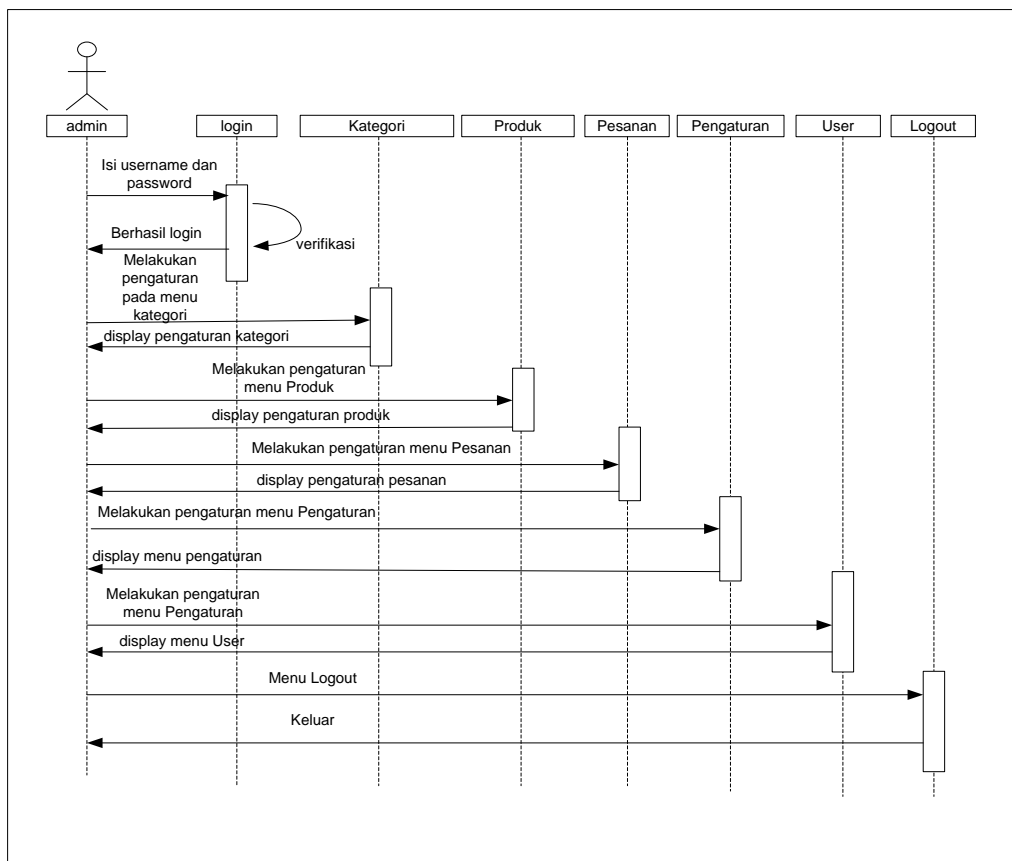 admin
login
Kategori
Produk
Pesanan
Pengaturan
User
Logout
Isi username dan
password
verifikasi
Berhasil login
Melakukan
pengaturan
pada menu
kategori
display pengaturan kategori
Melakukan pengaturan
menu Produk
display pengaturan produk
Melakukan pengaturan menu Pesanan
display pengaturan pesanan
Melakukan pengaturan menu Pengaturan
display menu pengaturan
Melakukan pengaturan
menu Pengaturan
display menu User
Menu Logout
Keluar